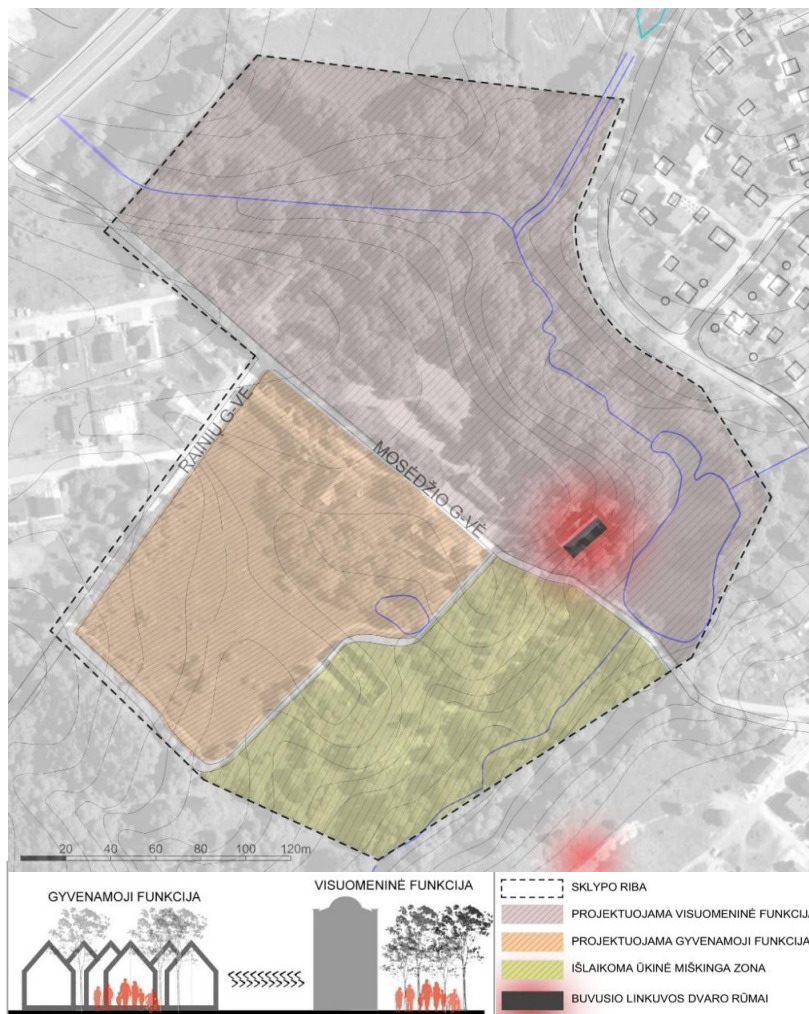 RAINIŲ G-VĖ
MOSĖDŽIO G-VĖ
20 40 60 80 100 120m
GYVENAMOJI FUNKCIJA
VISUOMENINĖ FUNKCIJA
SKLYPO RIBA
PROJEKTUOJAMA VISUOMENINĖ FUNKCIJA
PROJEKTUOJAMA GYVENAMOJI FUNKCIJA
IŠLAIKOMA ŪKINĖ MIŠKINGA ZONA
BUVUSIO LINKUVOS DVARO RŪMAI